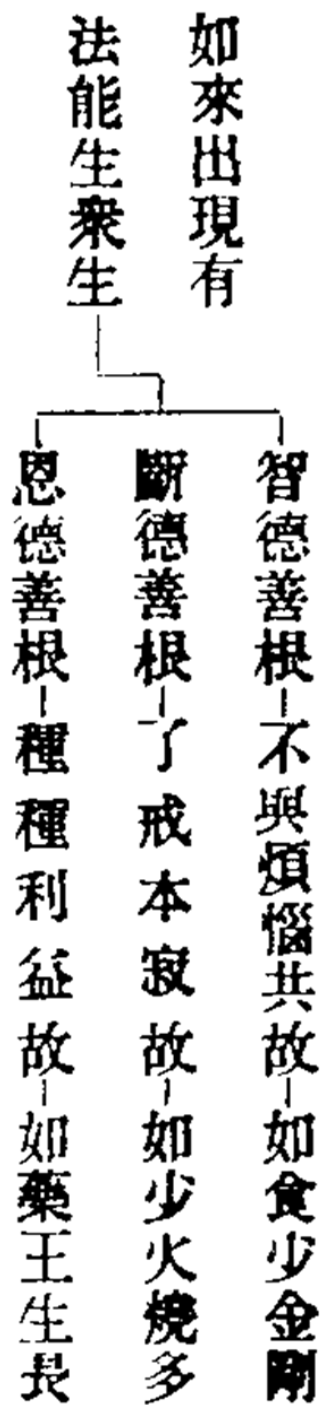 如來出現有
法能生衆生
智德善根
不與煩惱共故
如食少金剛
斷德善根
了戒本寂故
如少火燒多
恩德善根
種種利益故
如藥王生長